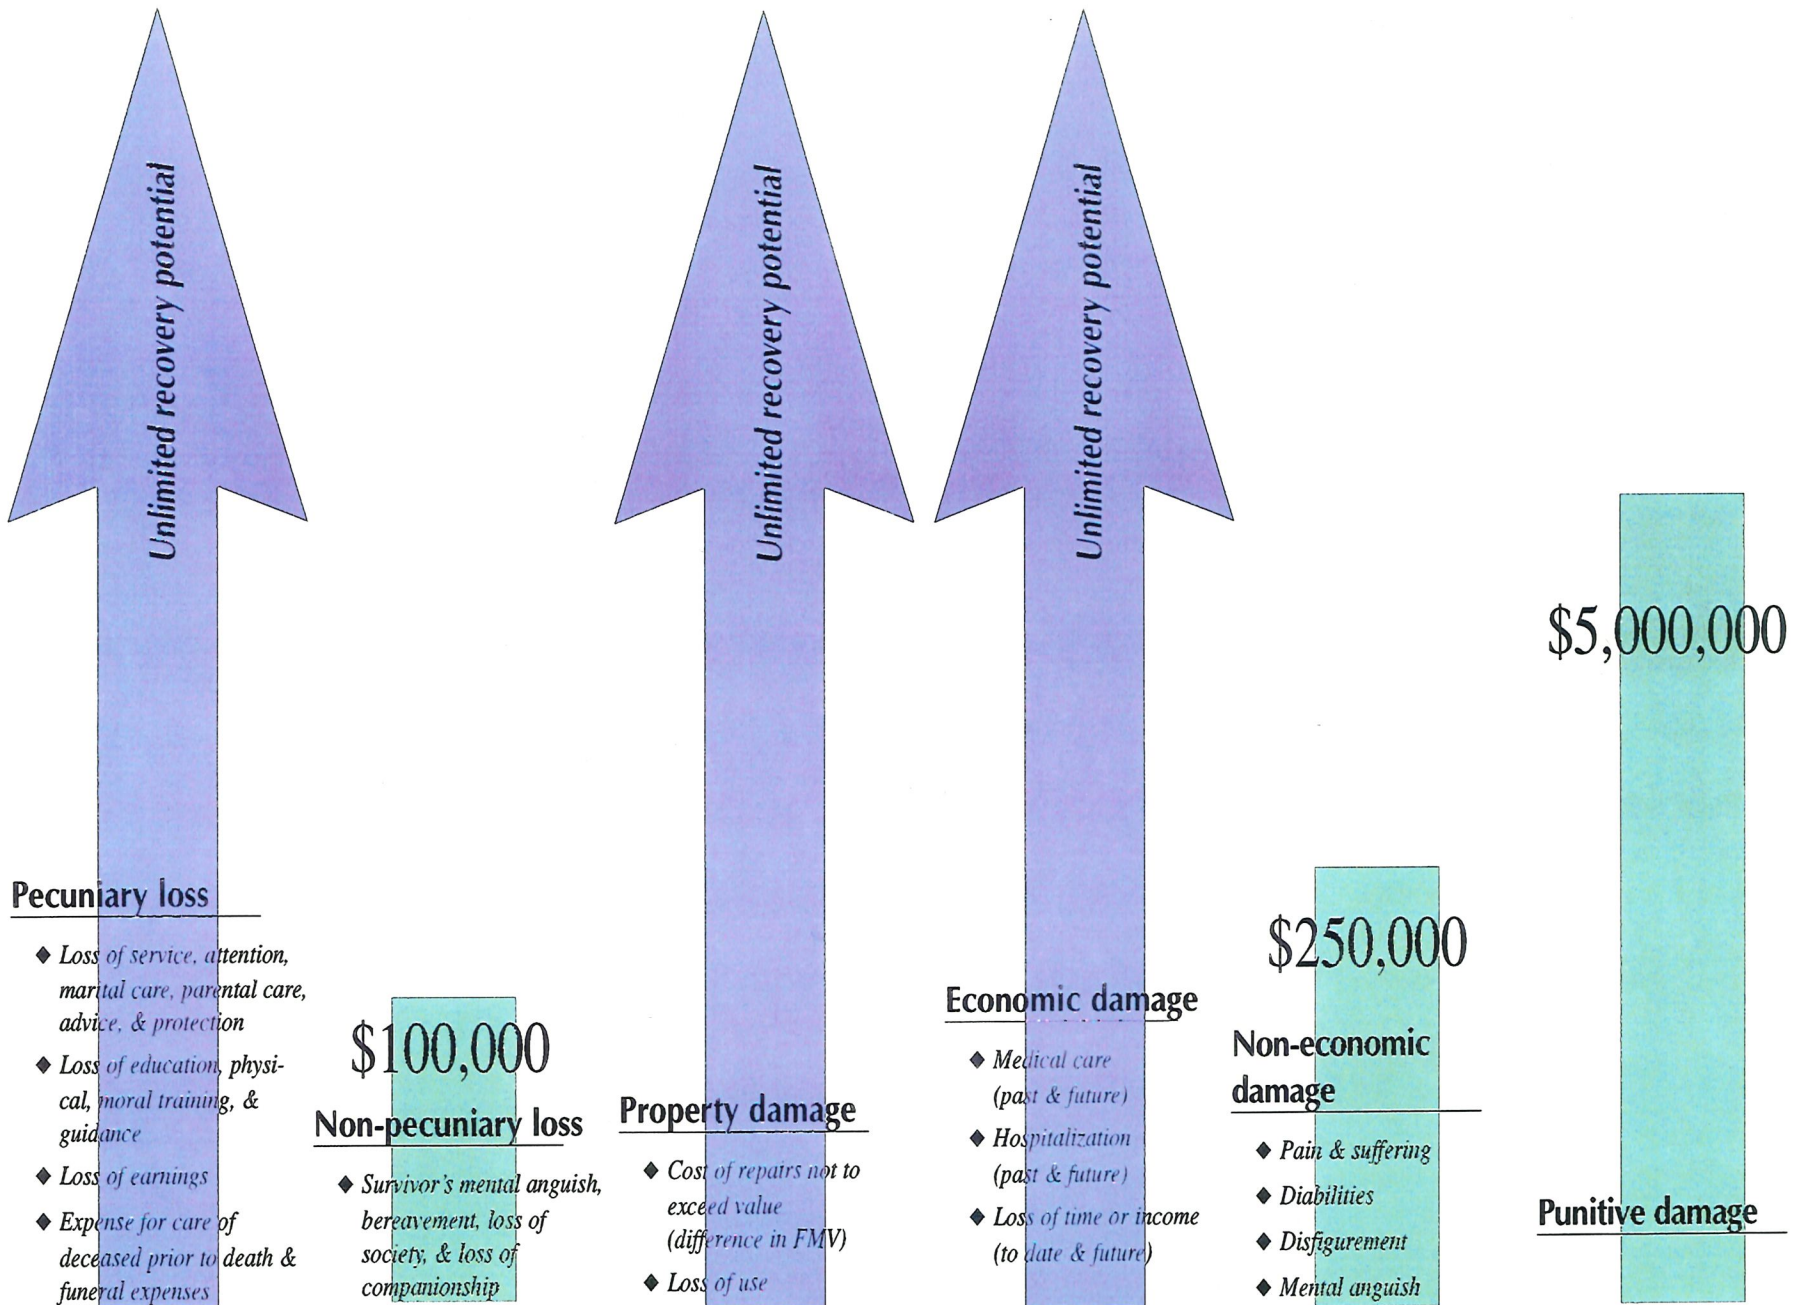 Unlimited recovery potential
Pecuniary loss
◆ Loss of service, attention,
marital care, parental care,
advice, & protection
◆ Loss of education, physi-
cal, moral training, &
guidance
◆ Loss of earnings
◆ Expense for care of
deceased prior to death &
funeral expenses
$100,000
Non-pecuniary loss
◆ Survivor's mental anguish,
bereavement, loss of
society, & loss of
companionship
Unlimited recovery potential
Property damage
◆ Cost of repairs not to
exceed value
(difference in FMV)
◆ Loss of use
Unlimited recovery potential
Economic damage
◆ Medical care
(past & future)
◆ Hospitalization
(past & future)
◆ Loss of time or income
(to date & future)
$250,000
Non-economic
damage
◆ Pain & suffering
◆ Diabilities
◆ Disfigurement
◆ Mental anguish
$5,000,000
Punitive damage